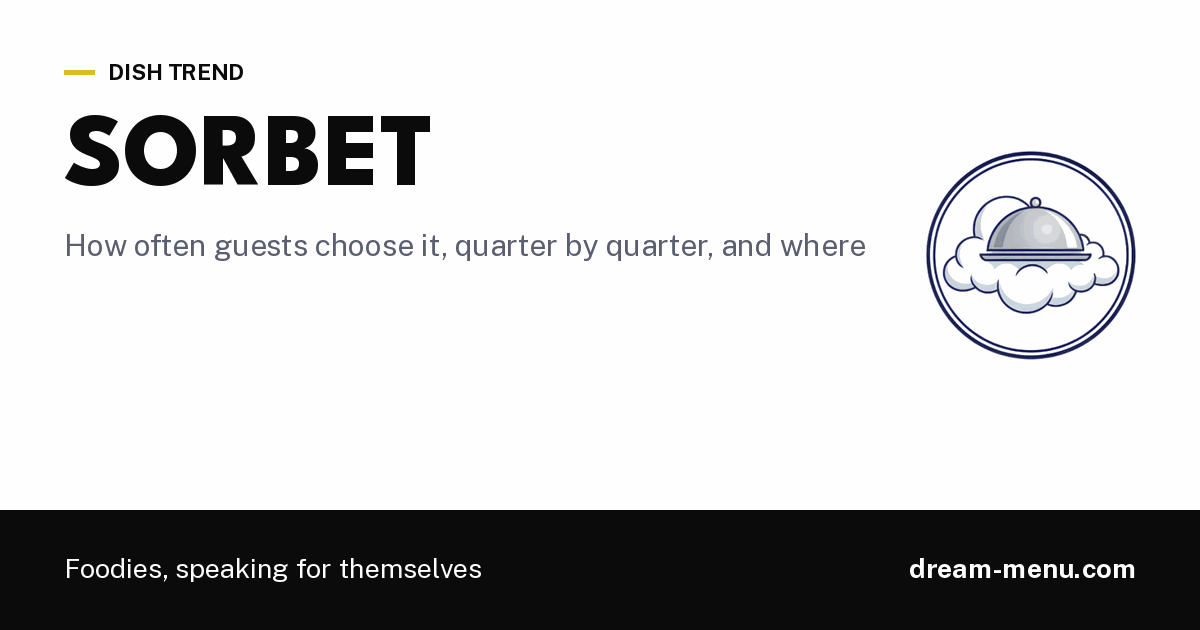 DISH TREND
SORBET
How often guests choose it, quarter by quarter, and where
Foodies, speaking for themselves
dream-menu.com